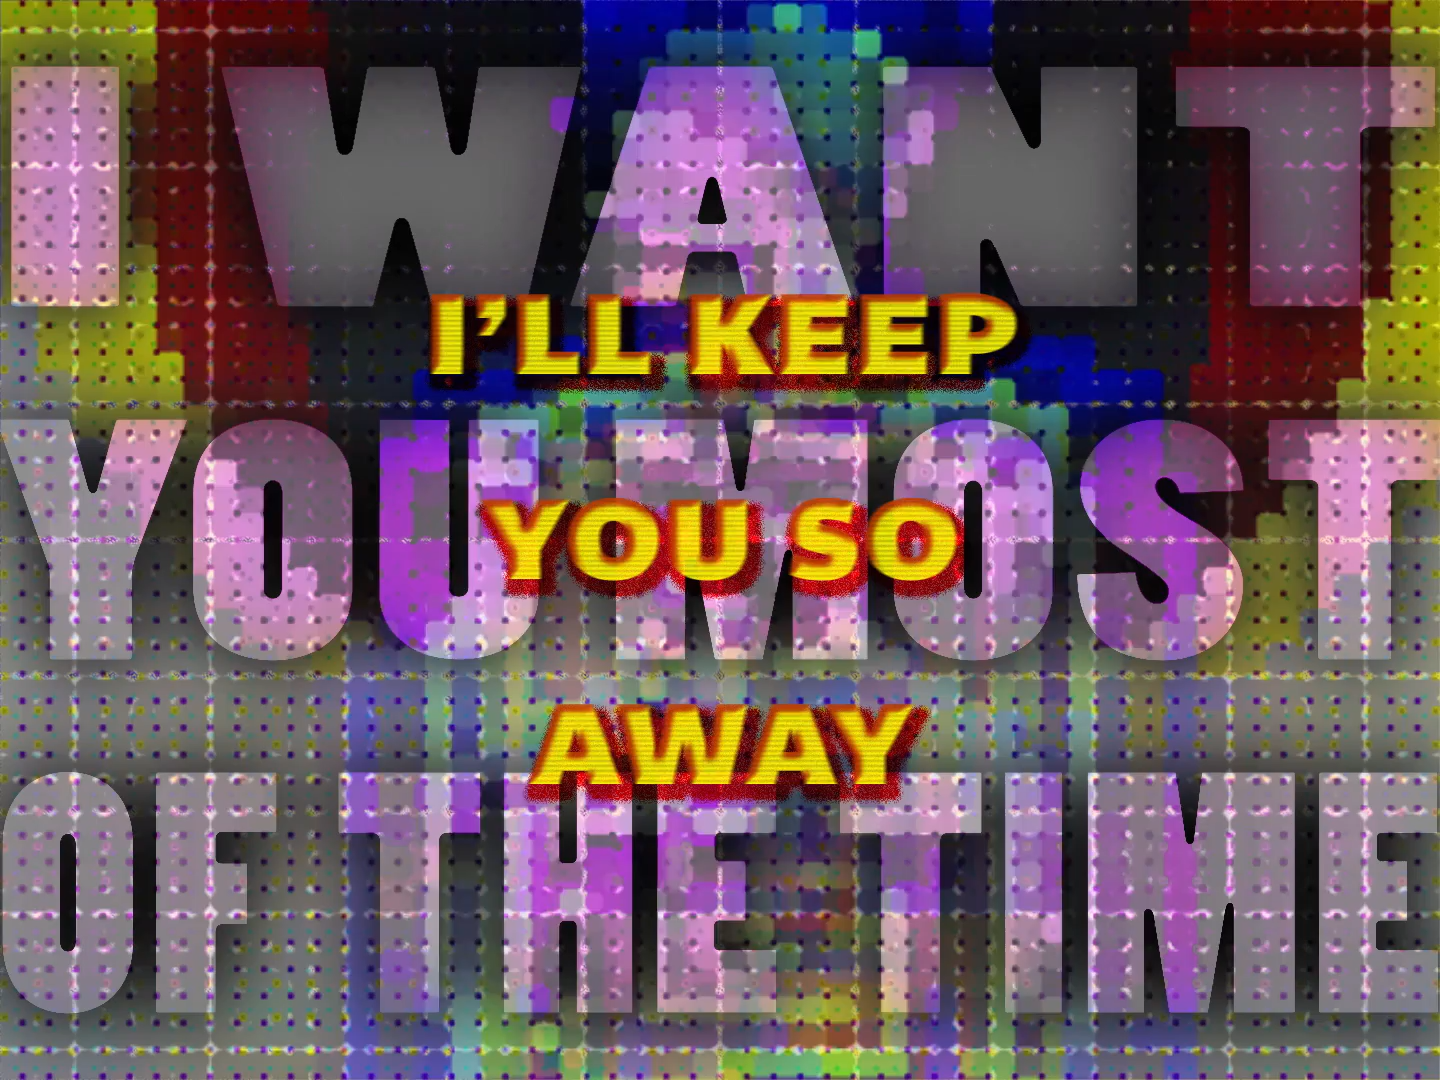 I WANT
I’LL KEEP
YOU MOST
YOU SO
AWAY
OF THE TIME